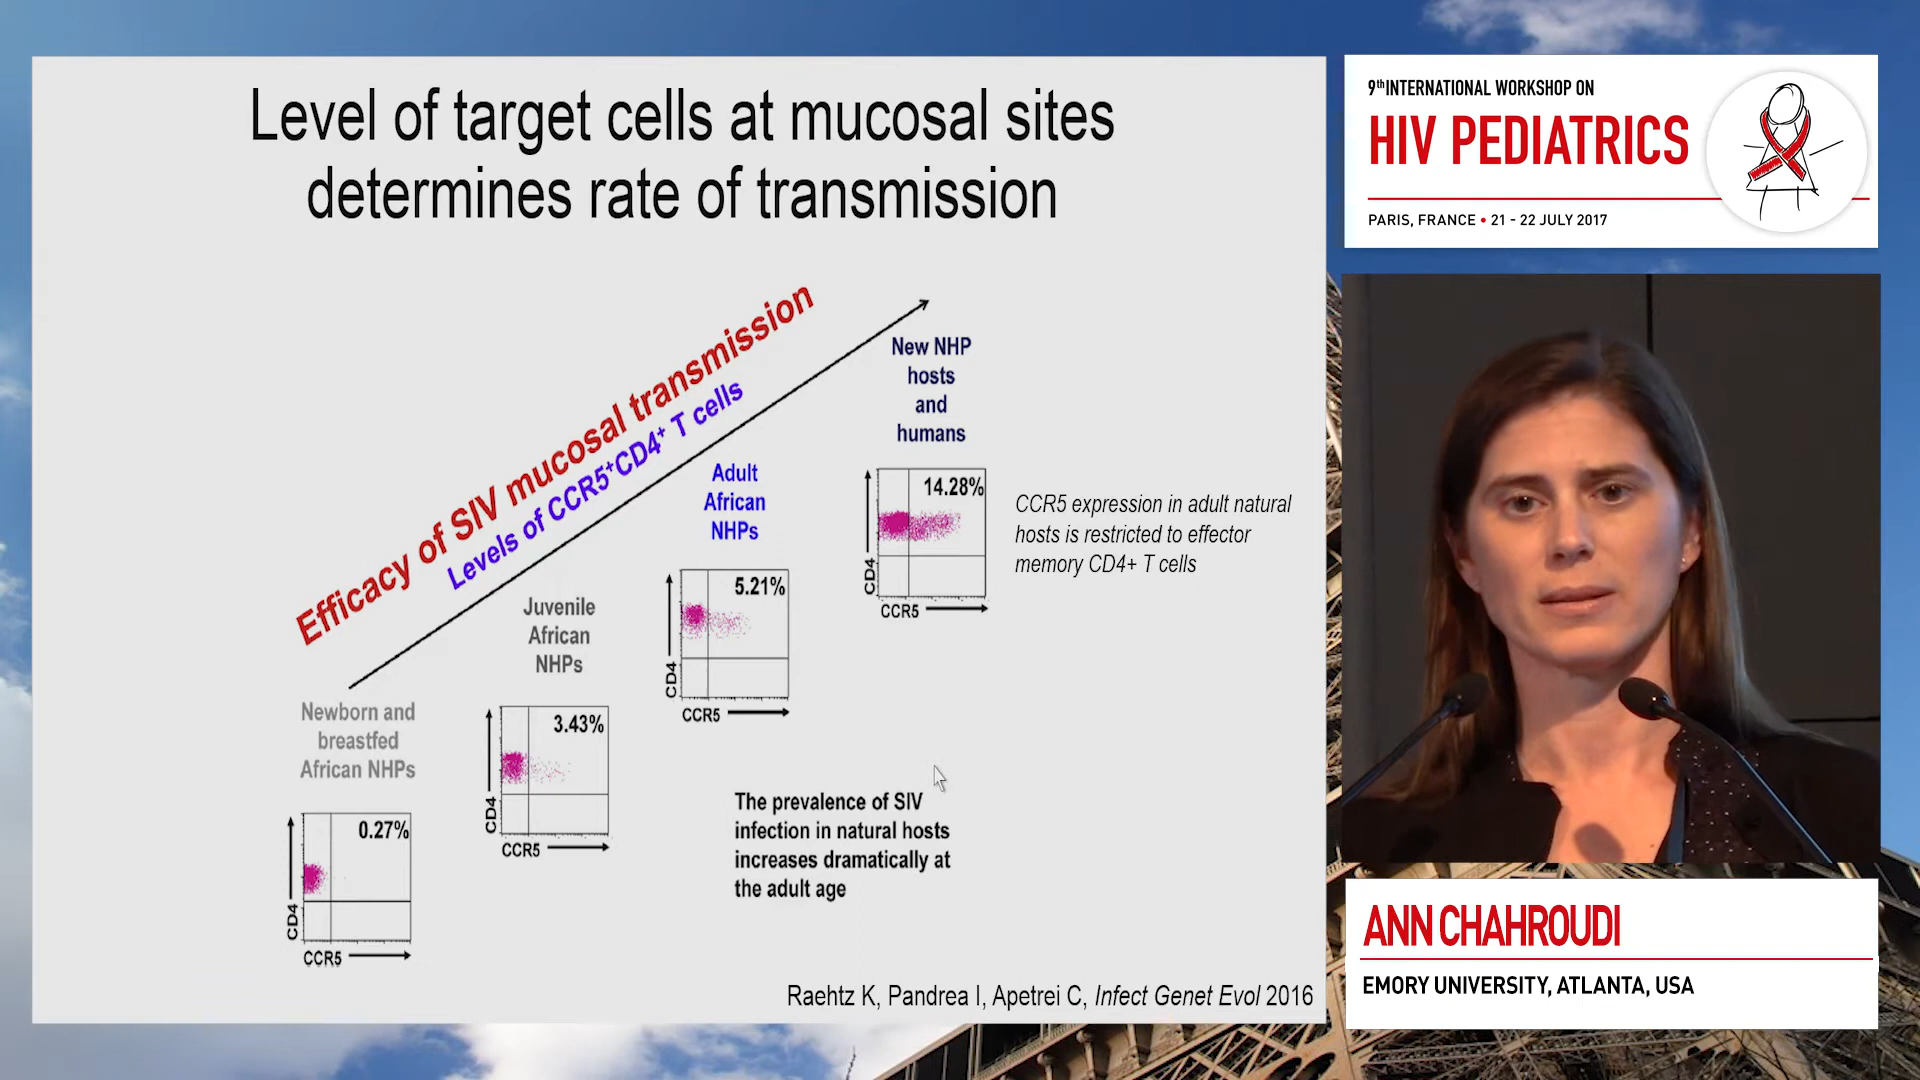 Level of target cells at mucosal sites
determines rate of transmission
Efficacy of SIV mucosal transmission
Levels of CCR5⁺CD4⁺ T cells
Newborn and
breastfed
African NHPs
0.27%
CD4
CCR5
Juvenile
African
NHPs
3.43%
CD4
CCR5
Adult
African
NHPs
5.21%
CD4
CCR5
New NHP
hosts
and
humans
14.28%
CD4
CCR5
CCR5 expression in adult natural
hosts is restricted to effector
memory CD4+ T cells
The prevalence of SIV
infection in natural hosts
increases dramatically at
the adult age
Raehtz K, Pandrea I, Apetrei C, Infect Genet Evol 2016
9th INTERNATIONAL WORKSHOP ON
HIV PEDIATRICS
PARIS, FRANCE • 21 - 22 JULY 2017
ANN CHAHROUDI
EMORY UNIVERSITY, ATLANTA, USA